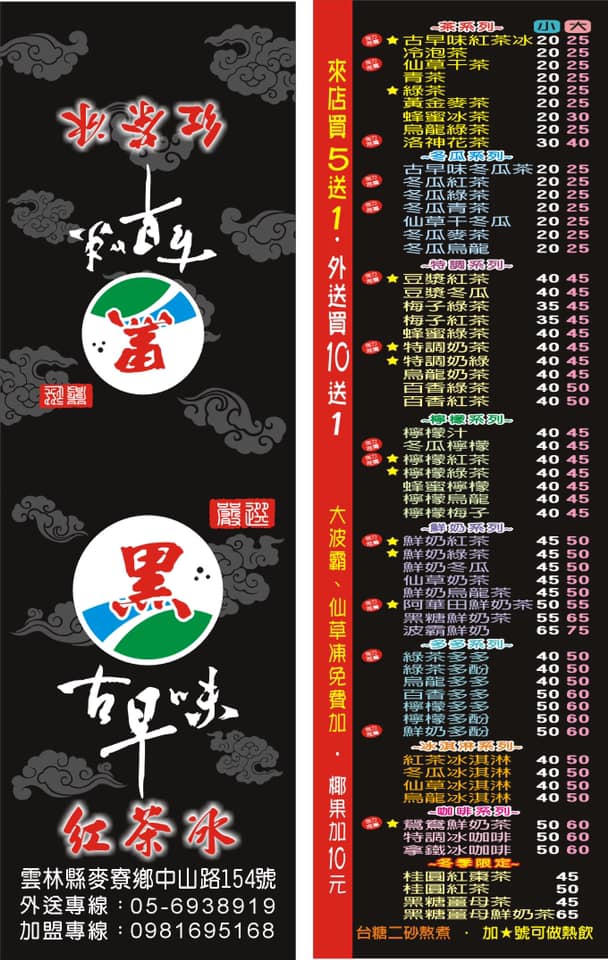 紅茶冰
古早味
黑
嚴選
嚴選
黑
古早味
紅茶冰
雲林縣麥寮鄉中山路154號
外送專線：05-6938919
加盟專線：0981695168
來店買5送1．外送買10送1
大波霸、仙草凍免費加．椰果加10元
~茶系列~ 小 大
★古早味紅茶冰 20 25
冷泡茶 20 25
仙草干茶 20 25
青茶 20 25
★綠茶 20 25
黃金麥茶 20 25
蜂蜜冰茶 20 30
烏龍綠茶 20 25
洛神花茶 30 40
~冬瓜系列~
古早味冬瓜茶 20 25
冬瓜紅茶 20 25
冬瓜綠茶 20 25
冬瓜青茶 20 25
仙草干冬瓜 20 25
冬瓜麥茶 20 25
冬瓜烏龍 20 25
~特調系列~
★豆漿紅茶 40 45
豆漿冬瓜 40 45
梅子綠茶 35 45
梅子紅茶 35 45
蜂蜜綠茶 40 45
★特調奶茶 40 45
★特調奶綠 40 45
烏龍奶茶 40 45
百香綠茶 40 50
百香紅茶 40 50
~檸檬系列~
檸檬汁 40 45
冬瓜檸檬 40 45
★檸檬紅茶 40 45
★檸檬綠茶 40 45
蜂蜜檸檬 40 45
檸檬烏龍 40 45
檸檬梅子 40 45
~鮮奶系列~
★鮮奶紅茶 45 50
★鮮奶綠茶 45 50
鮮奶冬瓜 45 50
仙草奶茶 45 50
鮮奶烏龍茶 45 50
★阿華田鮮奶茶 50 55
黑糖鮮奶茶 55 65
波霸鮮奶 65 75
~多多系列~
綠茶多多 40 50
綠茶多酚 40 50
烏龍多多 40 50
百香多多 50 60
檸檬多多 50 60
檸檬多酚 50 60
鮮奶多多 50 60
~冰淇淋系列~
紅茶冰淇淋 40 50
冬瓜冰淇淋 40 50
仙草冰淇淋 40 50
烏龍冰淇淋 40 50
~咖啡系列~
★鴛鴦鮮奶茶 50 60
特調冰咖啡 50 60
拿鐵冰咖啡 50 60
~冬季限定~
桂圓紅棗茶 45
桂圓紅茶 50
黑糖薑母茶 45
黑糖薑母鮮奶茶 65
台糖二砂熬煮．加★號可做熱飲